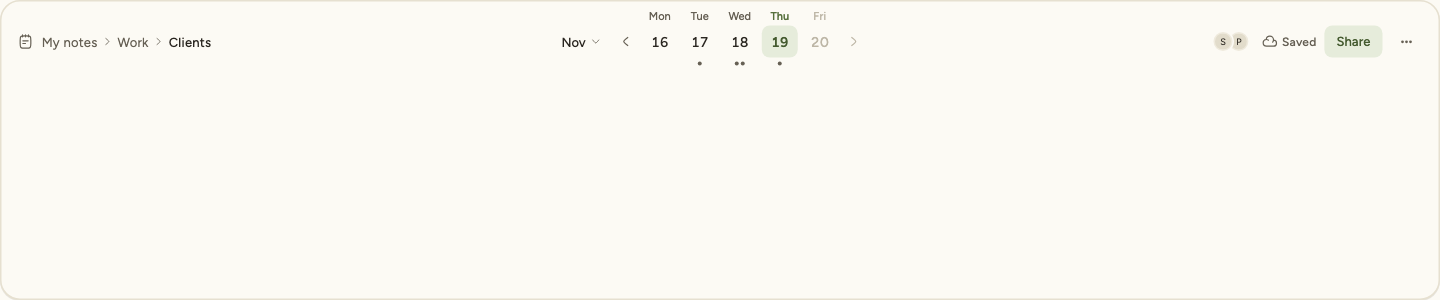 My notes Work Clients
Nov
Mon Tue Wed Thu Fri
16 17 18 19 20
S P Saved Share